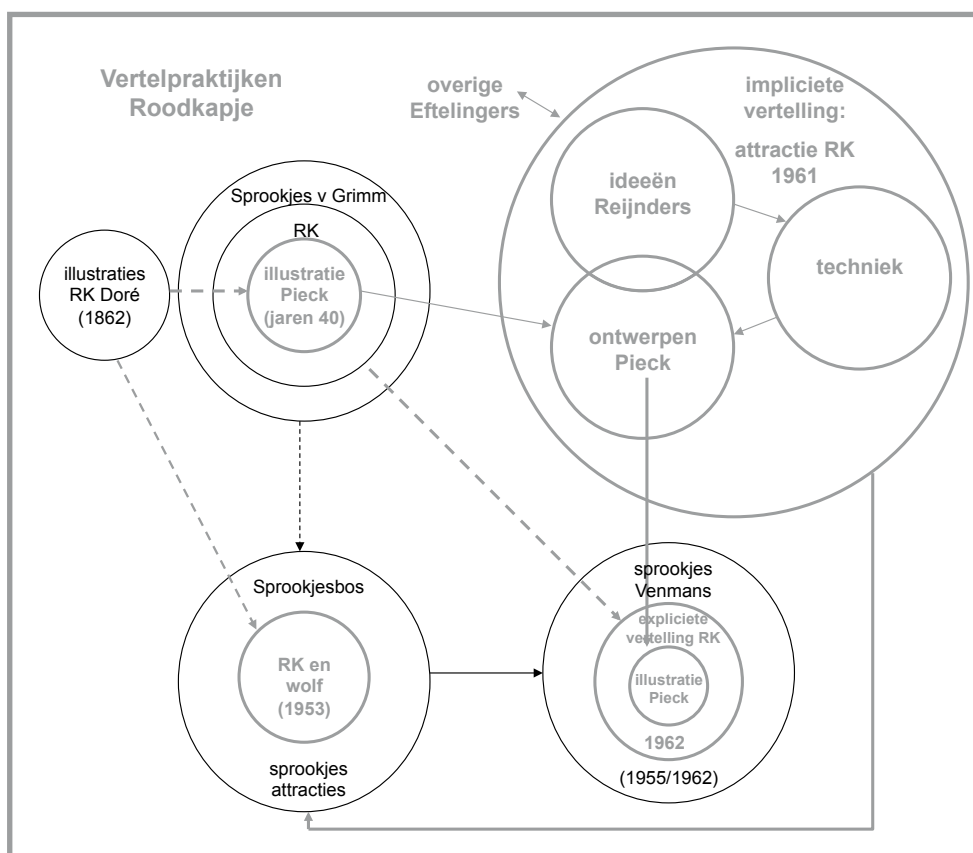 Vertelpraktijken
Roodkapje
overige
Eftelingers
impliciete
vertelling:
attractie RK
1961
ideeën
Reijnders
techniek
ontwerpen
Pieck
Sprookjes v Grimm
RK
illustratie
Pieck
(jaren 40)
illustraties
RK Doré
(1862)
Sprookjesbos
RK en
wolf
(1953)
sprookjes
attracties
sprookjes
Venmans
expliciete
vertelling RK
illustratie
Pieck
1962
(1955/1962)